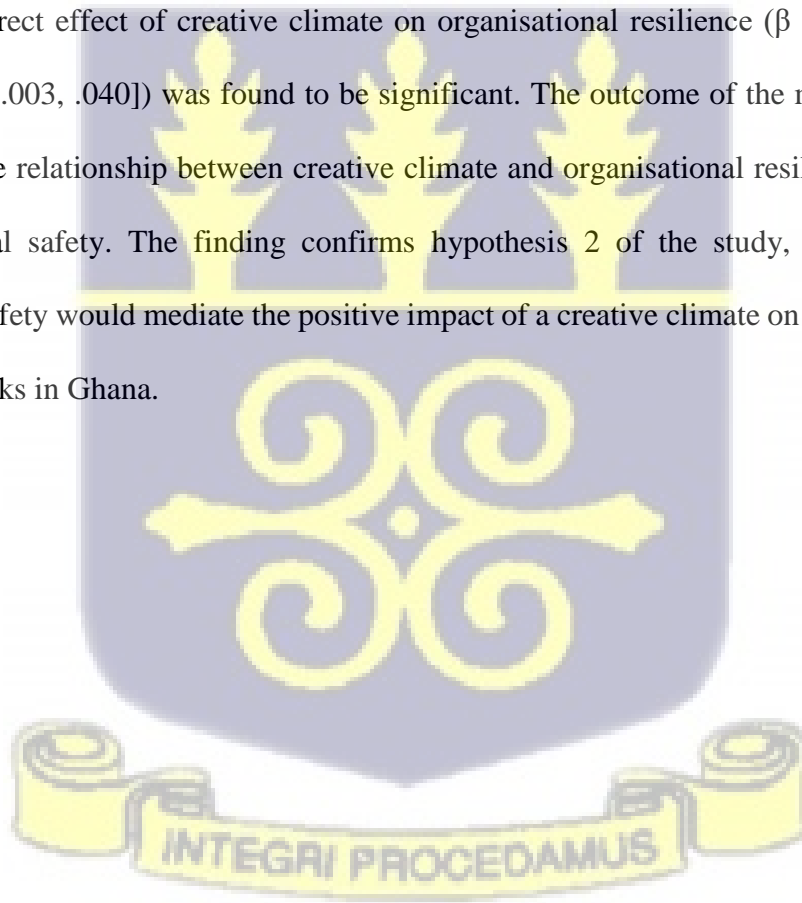 rect effect of creative climate on organisational resilience (β
.003, .040]) was found to be significant. The outcome of the
e relationship between creative climate and organisational resil
al safety. The finding confirms hypothesis 2 of the study,
fety would mediate the positive impact of a creative climate on
ks in Ghana.
INTEGRI PROCEDAMUS